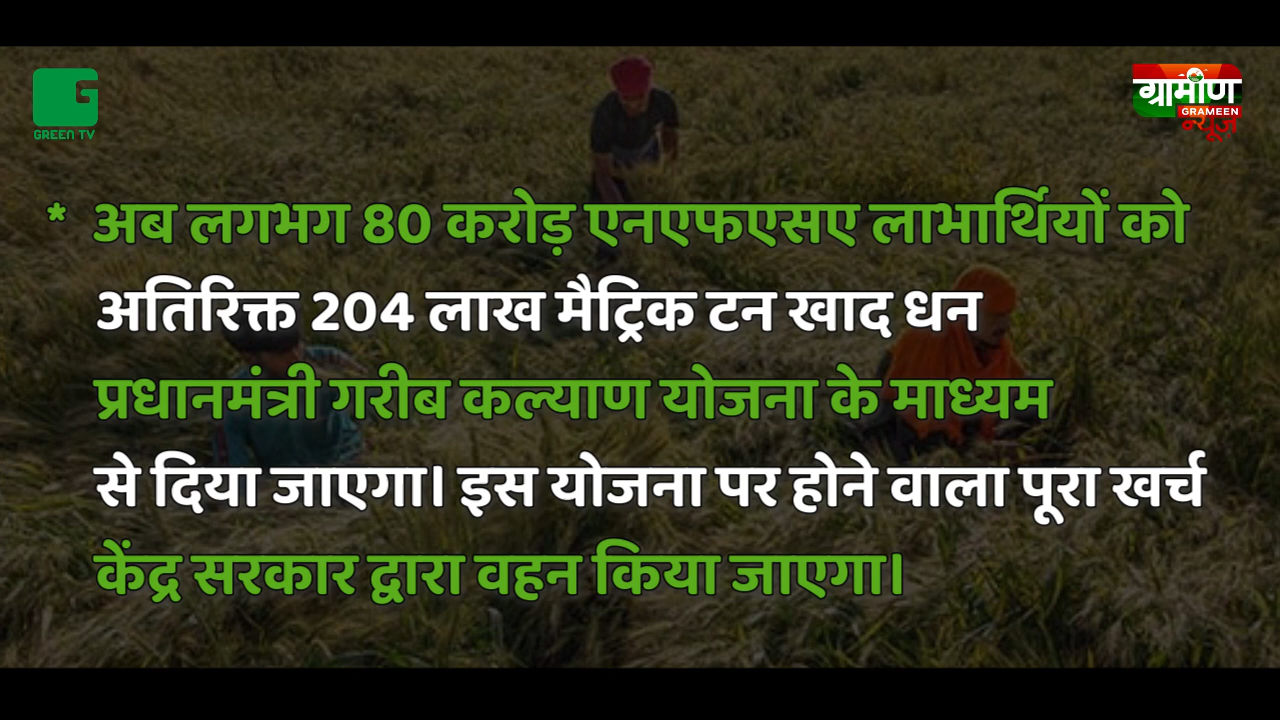 GREEN TV
ग्रामीण
GRAMEEN
न्यूज
* अब लगभग 80 करोड़ एनएफएसए लाभार्थियों को
अतिरिक्त 204 लाख मैट्रिक टन खाद धन
प्रधानमंत्री गरीब कल्याण योजना के माध्यम
से दिया जाएगा। इस योजना पर होने वाला पूरा खर्च
केंद्र सरकार द्वारा वहन किया जाएगा।